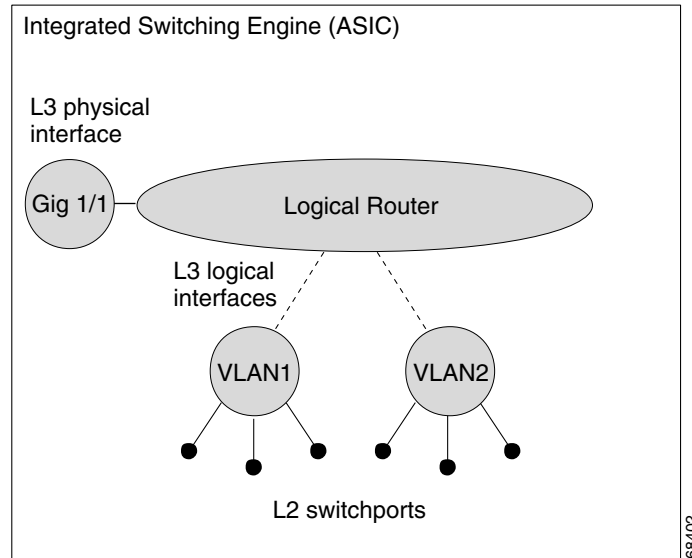 Integrated Switching Engine (ASIC)
L3 physical
interface
Gig 1/1
Logical Router
L3 logical
interfaces
VLAN1
VLAN2
L2 switchports
68402